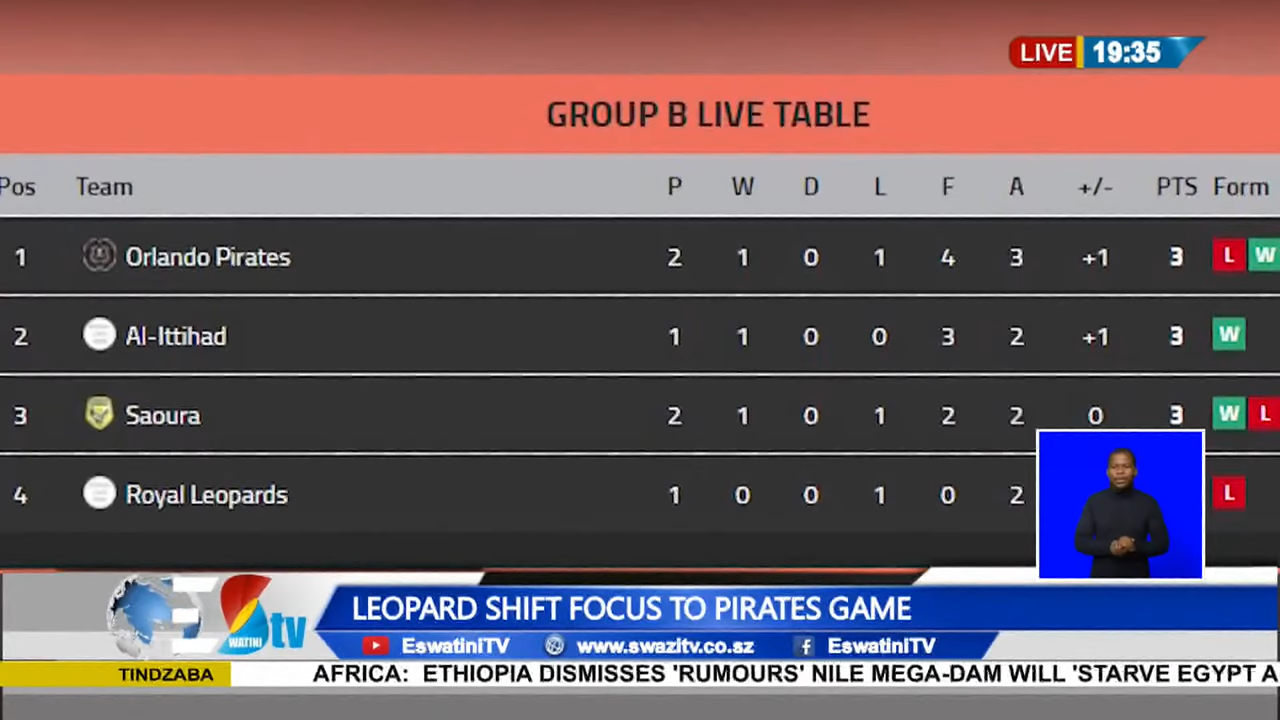 LIVE 19:35
GROUP B LIVE TABLE
Pos Team P W D L F A +/- PTS Form
1 Orlando Pirates 2 1 0 1 4 3 +1 3 L W
2 Al-Ittihad 1 1 0 0 3 2 +1 3 W
3 Saoura 2 1 0 1 2 2 0 3 W L
4 Royal Leopards 1 0 0 1 0 2 L
E WATINI tv
LEOPARD SHIFT FOCUS TO PIRATES GAME
EswatiniTV www.swazitv.co.sz f EswatiniTV
TINDZABA AFRICA: ETHIOPIA DISMISSES 'RUMOURS' NILE MEGA-DAM WILL 'STARVE EGYPT A